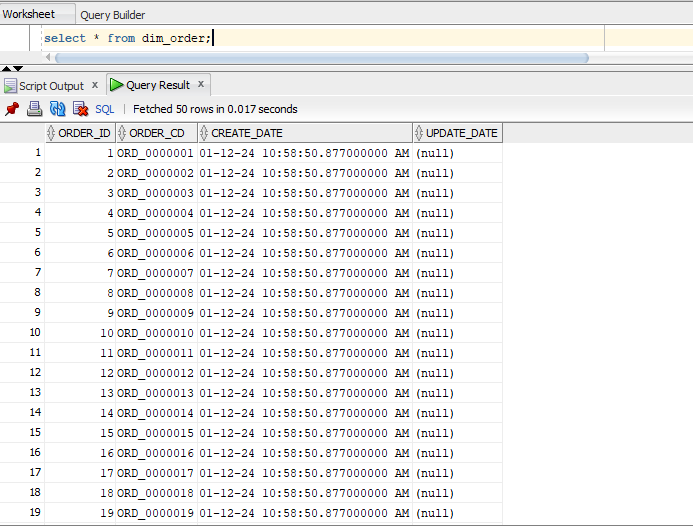 Worksheet Query Builder
select * from dim_order;
Script Output x Query Result x
SQL | Fetched 50 rows in 0.017 seconds
ORDER_ID ORDER_CD CREATE_DATE UPDATE_DATE
1 1 ORD_0000001 01-12-24 10:58:50.877000000 AM (null)
2 2 ORD_0000002 01-12-24 10:58:50.877000000 AM (null)
3 3 ORD_0000003 01-12-24 10:58:50.877000000 AM (null)
4 4 ORD_0000004 01-12-24 10:58:50.877000000 AM (null)
5 5 ORD_0000005 01-12-24 10:58:50.877000000 AM (null)
6 6 ORD_0000006 01-12-24 10:58:50.877000000 AM (null)
7 7 ORD_0000007 01-12-24 10:58:50.877000000 AM (null)
8 8 ORD_0000008 01-12-24 10:58:50.877000000 AM (null)
9 9 ORD_0000009 01-12-24 10:58:50.877000000 AM (null)
10 10 ORD_0000010 01-12-24 10:58:50.877000000 AM (null)
11 11 ORD_0000011 01-12-24 10:58:50.877000000 AM (null)
12 12 ORD_0000012 01-12-24 10:58:50.877000000 AM (null)
13 13 ORD_0000013 01-12-24 10:58:50.877000000 AM (null)
14 14 ORD_0000014 01-12-24 10:58:50.877000000 AM (null)
15 15 ORD_0000015 01-12-24 10:58:50.877000000 AM (null)
16 16 ORD_0000016 01-12-24 10:58:50.877000000 AM (null)
17 17 ORD_0000017 01-12-24 10:58:50.877000000 AM (null)
18 18 ORD_0000018 01-12-24 10:58:50.877000000 AM (null)
19 19 ORD_0000019 01-12-24 10:58:50.877000000 AM (null)